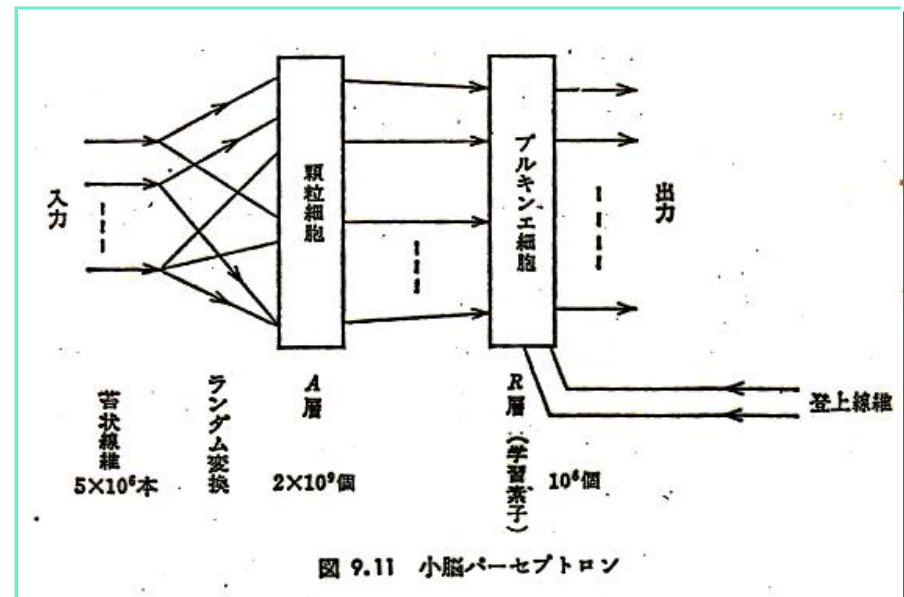 入力
顆粒細胞
プルキンエ細胞
出力
登上線維
苔状線維
5×10⁶本
ランダム変換
A層
2×10⁹個
R層(学習素子)
10⁶個
図 9.11 小脳パーセプトロン